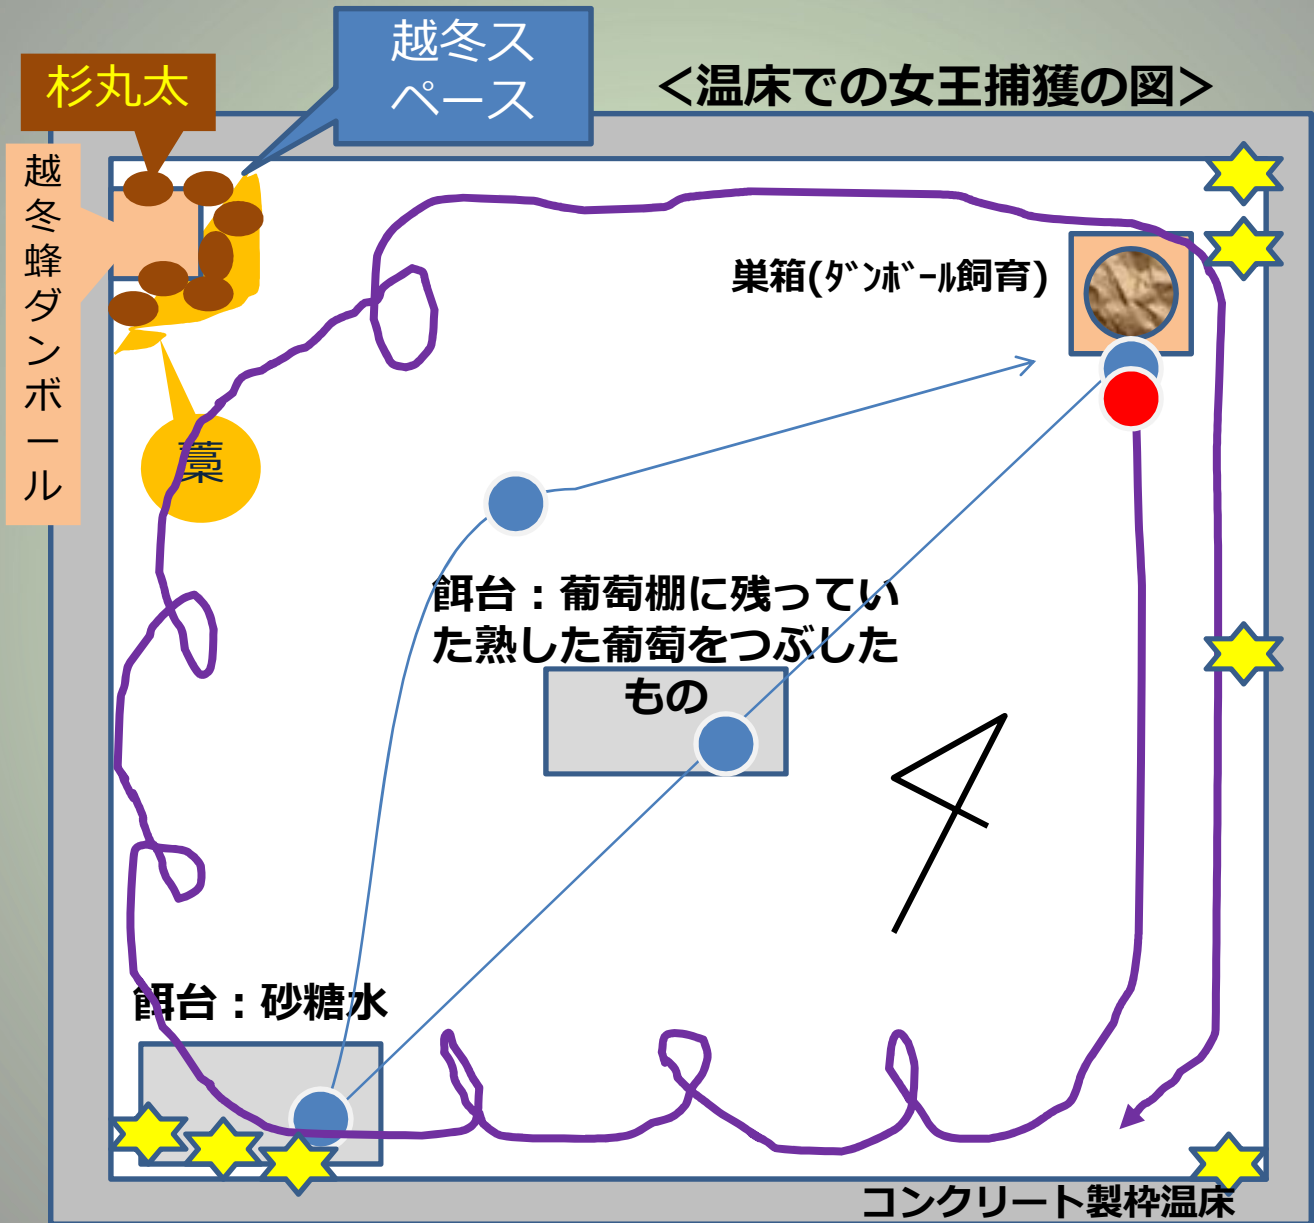 越冬ス
ペース
杉丸太
＜温床での女王捕獲の図＞
越冬蜂ダンボール
巣箱(ﾀﾞﾝﾎﾞｰﾙ飼育)
藁
餌台：葡萄棚に残ってい
た熟した葡萄をつぶした
もの
餌台：砂糖水
コンクリート製枠温床